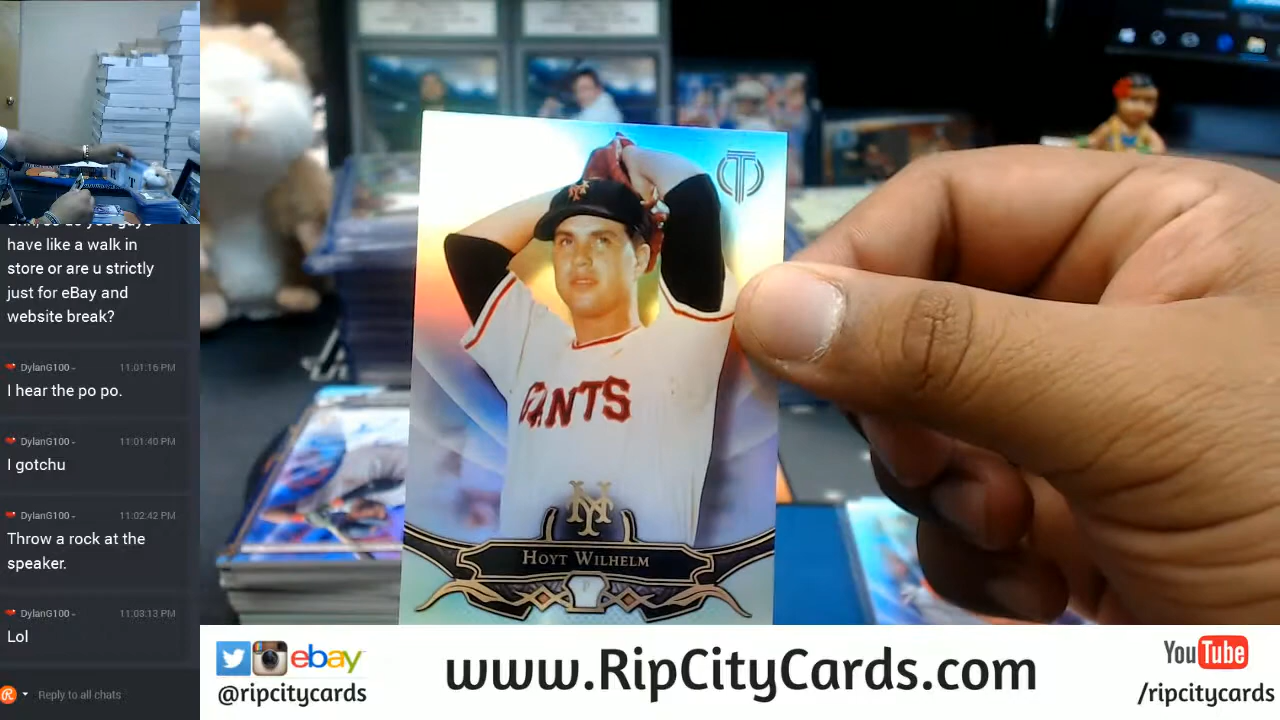 have like a walk in
store or are u strictly
just for eBay and
website break?
DylanG100 - 11:01:16 PM
I hear the po po.
DylanG100 - 11:01:40 PM
I gotchu
DylanG100 - 11:02:42 PM
Throw a rock at the
speaker.
DylanG100 - 11:03:13 PM
Lol
Reply to all chats
NY
GIANTS
NY
HOYT WILHELM
P
ebay
@ripcitycards
www.RipCityCards.com
YouTube
/ripcitycards